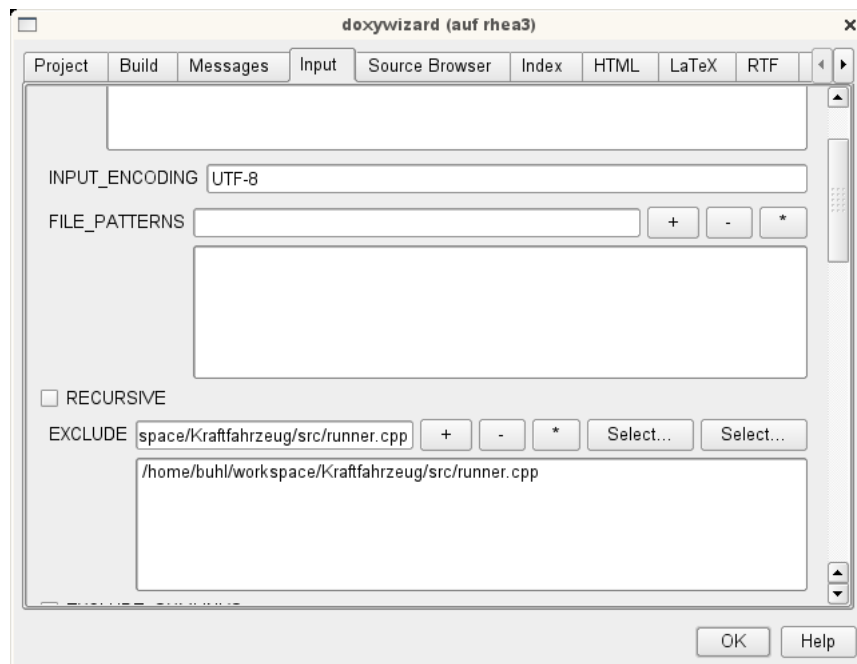 doxywizard (auf rhea3)
Project Build Messages Input Source Browser Index HTML LaTeX RTF
INPUT_ENCODING UTF-8
FILE_PATTERNS + - *
RECURSIVE
EXCLUDE space/Kraftfahrzeug/src/runner.cpp + - * Select... Select...
/home/buhl/workspace/Kraftfahrzeug/src/runner.cpp
OK Help